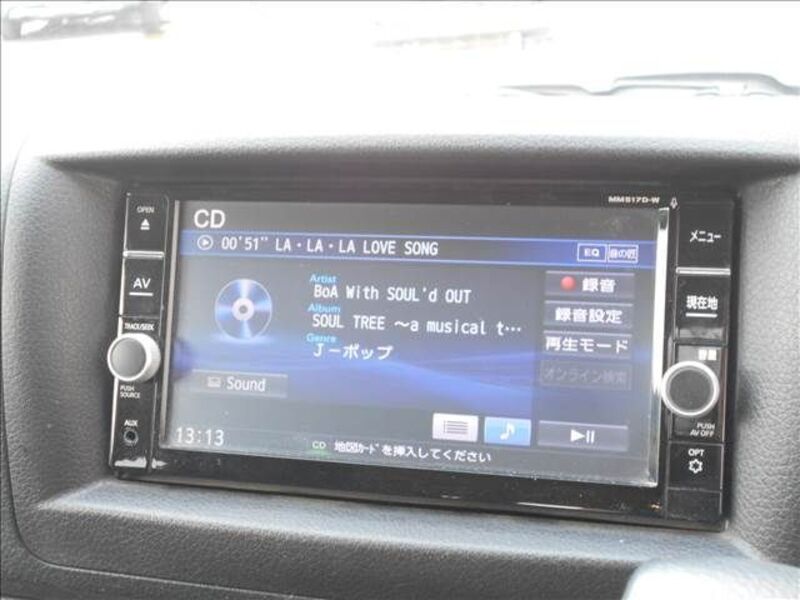 MM517D-W
OPEN
CD
メニュー
00'51" LA・LA・LA LOVE SONG
EQ 音の匠
AV
Artist
BoA With SOUL'd OUT
録音
現在地
Album
SOUL TREE ～a musical t…
録音設定
TRACK/SEEK
Genre
J-ポップ
再生モード
オンライン検索
Sound
PUSH
SOURCE
AUX
PUSH
AV OFF
13:13
CD 地図ｶｰﾄﾞを挿入してください
OPT